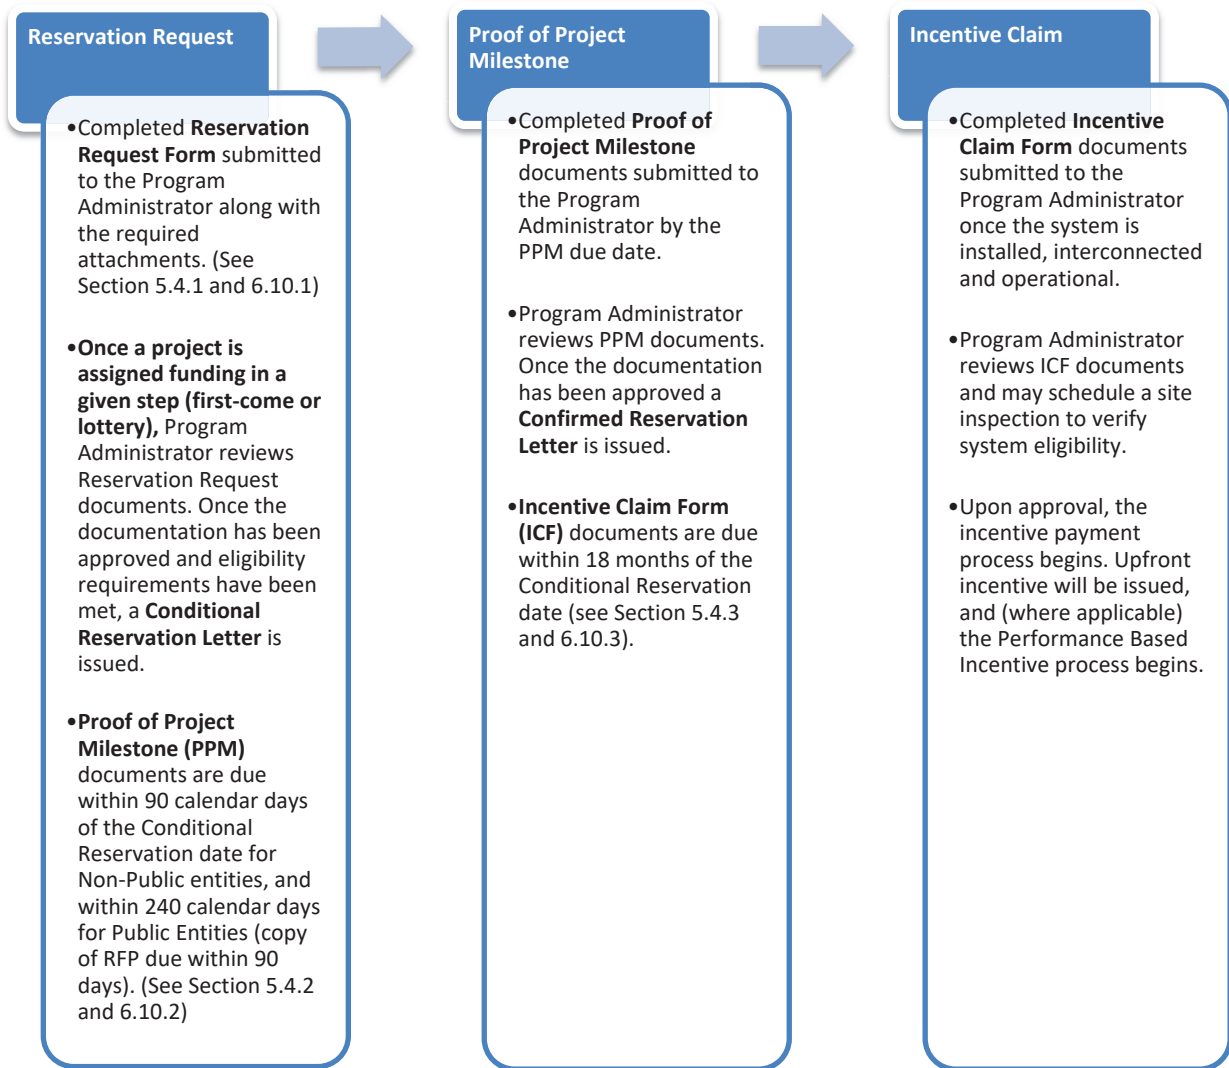 Reservation Request
•Completed Reservation
Request Form submitted
to the Program
Administrator along with
the required
attachments. (See
Section 5.4.1 and 6.10.1)
•Once a project is
assigned funding in a
given step (first-come or
lottery), Program
Administrator reviews
Reservation Request
documents. Once the
documentation has been
approved and eligibility
requirements have been
met, a Conditional
Reservation Letter is
issued.
•Proof of Project
Milestone (PPM)
documents are due
within 90 calendar days
of the Conditional
Reservation date for
Non-Public entities, and
within 240 calendar days
for Public Entities (copy
of RFP due within 90
days). (See Section 5.4.2
and 6.10.2)
Proof of Project
Milestone
•Completed Proof of
Project Milestone
documents submitted to
the Program
Administrator by the
PPM due date.
•Program Administrator
reviews PPM documents.
Once the documentation
has been approved a
Confirmed Reservation
Letter is issued.
•Incentive Claim Form
(ICF) documents are due
within 18 months of the
Conditional Reservation
date (see Section 5.4.3
and 6.10.3).
Incentive Claim
•Completed Incentive
Claim Form documents
submitted to the
Program Administrator
once the system is
installed, interconnected
and operational.
•Program Administrator
reviews ICF documents
and may schedule a site
inspection to verify
system eligibility.
•Upon approval, the
incentive payment
process begins. Upfront
incentive will be issued,
and (where applicable)
the Performance Based
Incentive process begins.